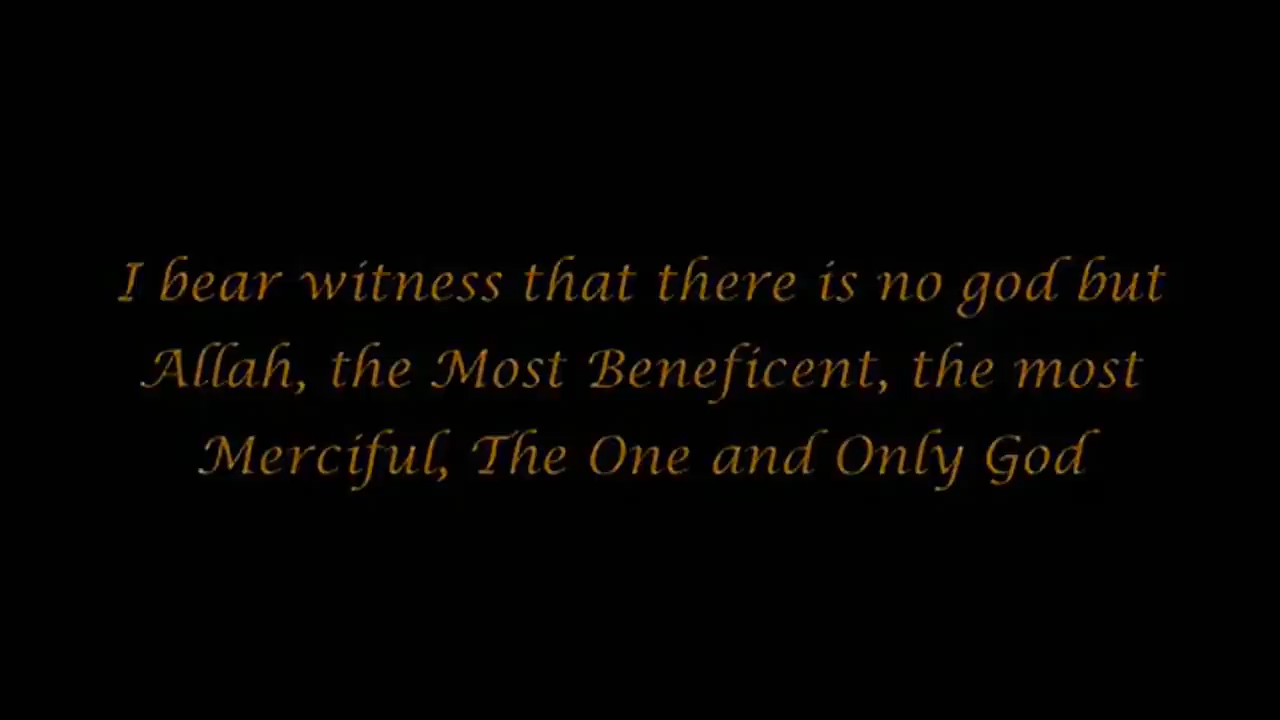 I bear witness that there is no god but
Allah, the Most Beneficent, the most
Merciful, The One and Only God